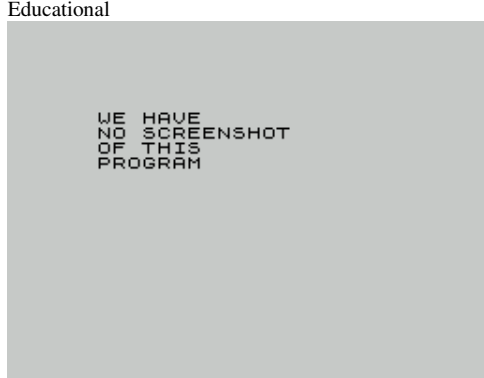 Educational
WE HAVE
NO SCREENSHOT
OF THIS
PROGRAM